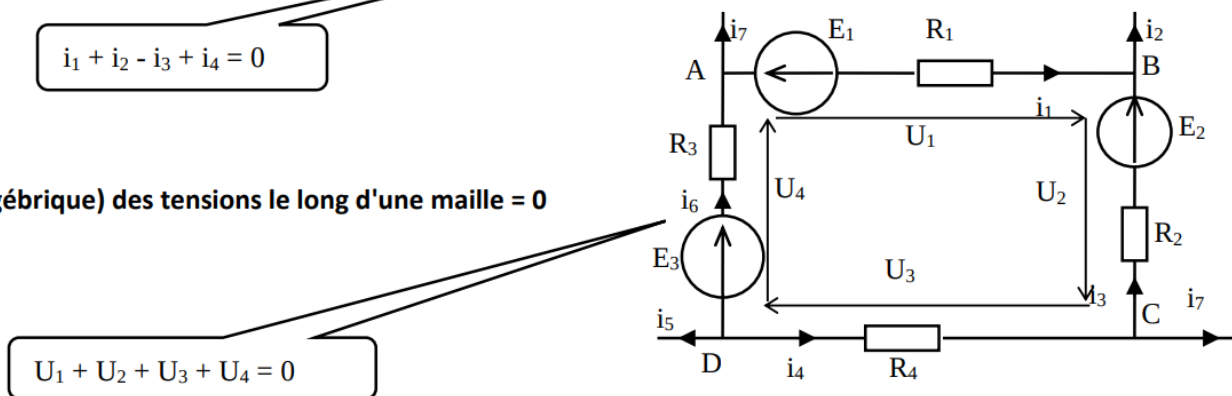 i₁ + i₂ - i₃ + i₄ = 0
gébrique) des tensions le long d'une maille = 0
U₁ + U₂ + U₃ + U₄ = 0
i₇ E₁ R₁ i₂
A B
i₁
R₃ U₁ E₂
i₆ U₄ U₂
R₂
E₃ U₃
i₃ i₇
i₅ C
D i₄ R₄